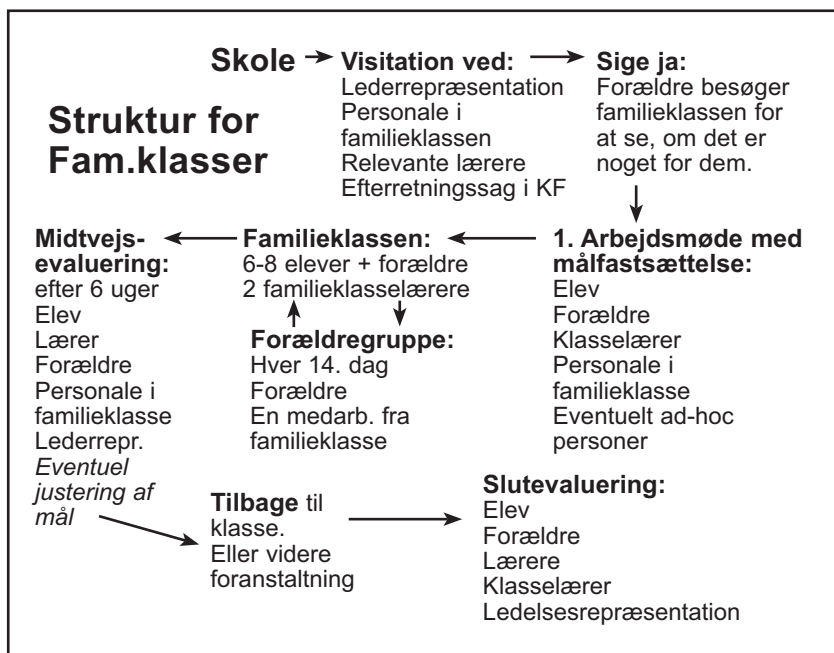 Struktur for
Fam.klasser
Skole
Visitation ved:
Lederrepræsentation
Personale i
familieklassen
Relevante lærere
Efterretningssag i KF
Sige ja:
Forældre besøger
familieklassen for
at se, om det er
noget for dem.
1. Arbejdsmøde med
målfastsættelse:
Elev
Forældre
Klasselærer
Personale i
familieklasse
Eventuelt ad-hoc
personer
Familieklassen:
6-8 elever + forældre
2 familieklasselærere
Forældregruppe:
Hver 14. dag
Forældre
En medarb. fra
familieklasse
Midtvejs-
evaluering:
efter 6 uger
Elev
Lærer
Forældre
Personale i
familieklasse
Lederrepr.
Eventuel
justering af
mål
Tilbage til
klasse.
Eller videre
foranstaltning
Slutevaluering:
Elev
Forældre
Lærere
Klasselærer
Ledelsesrepræsentation